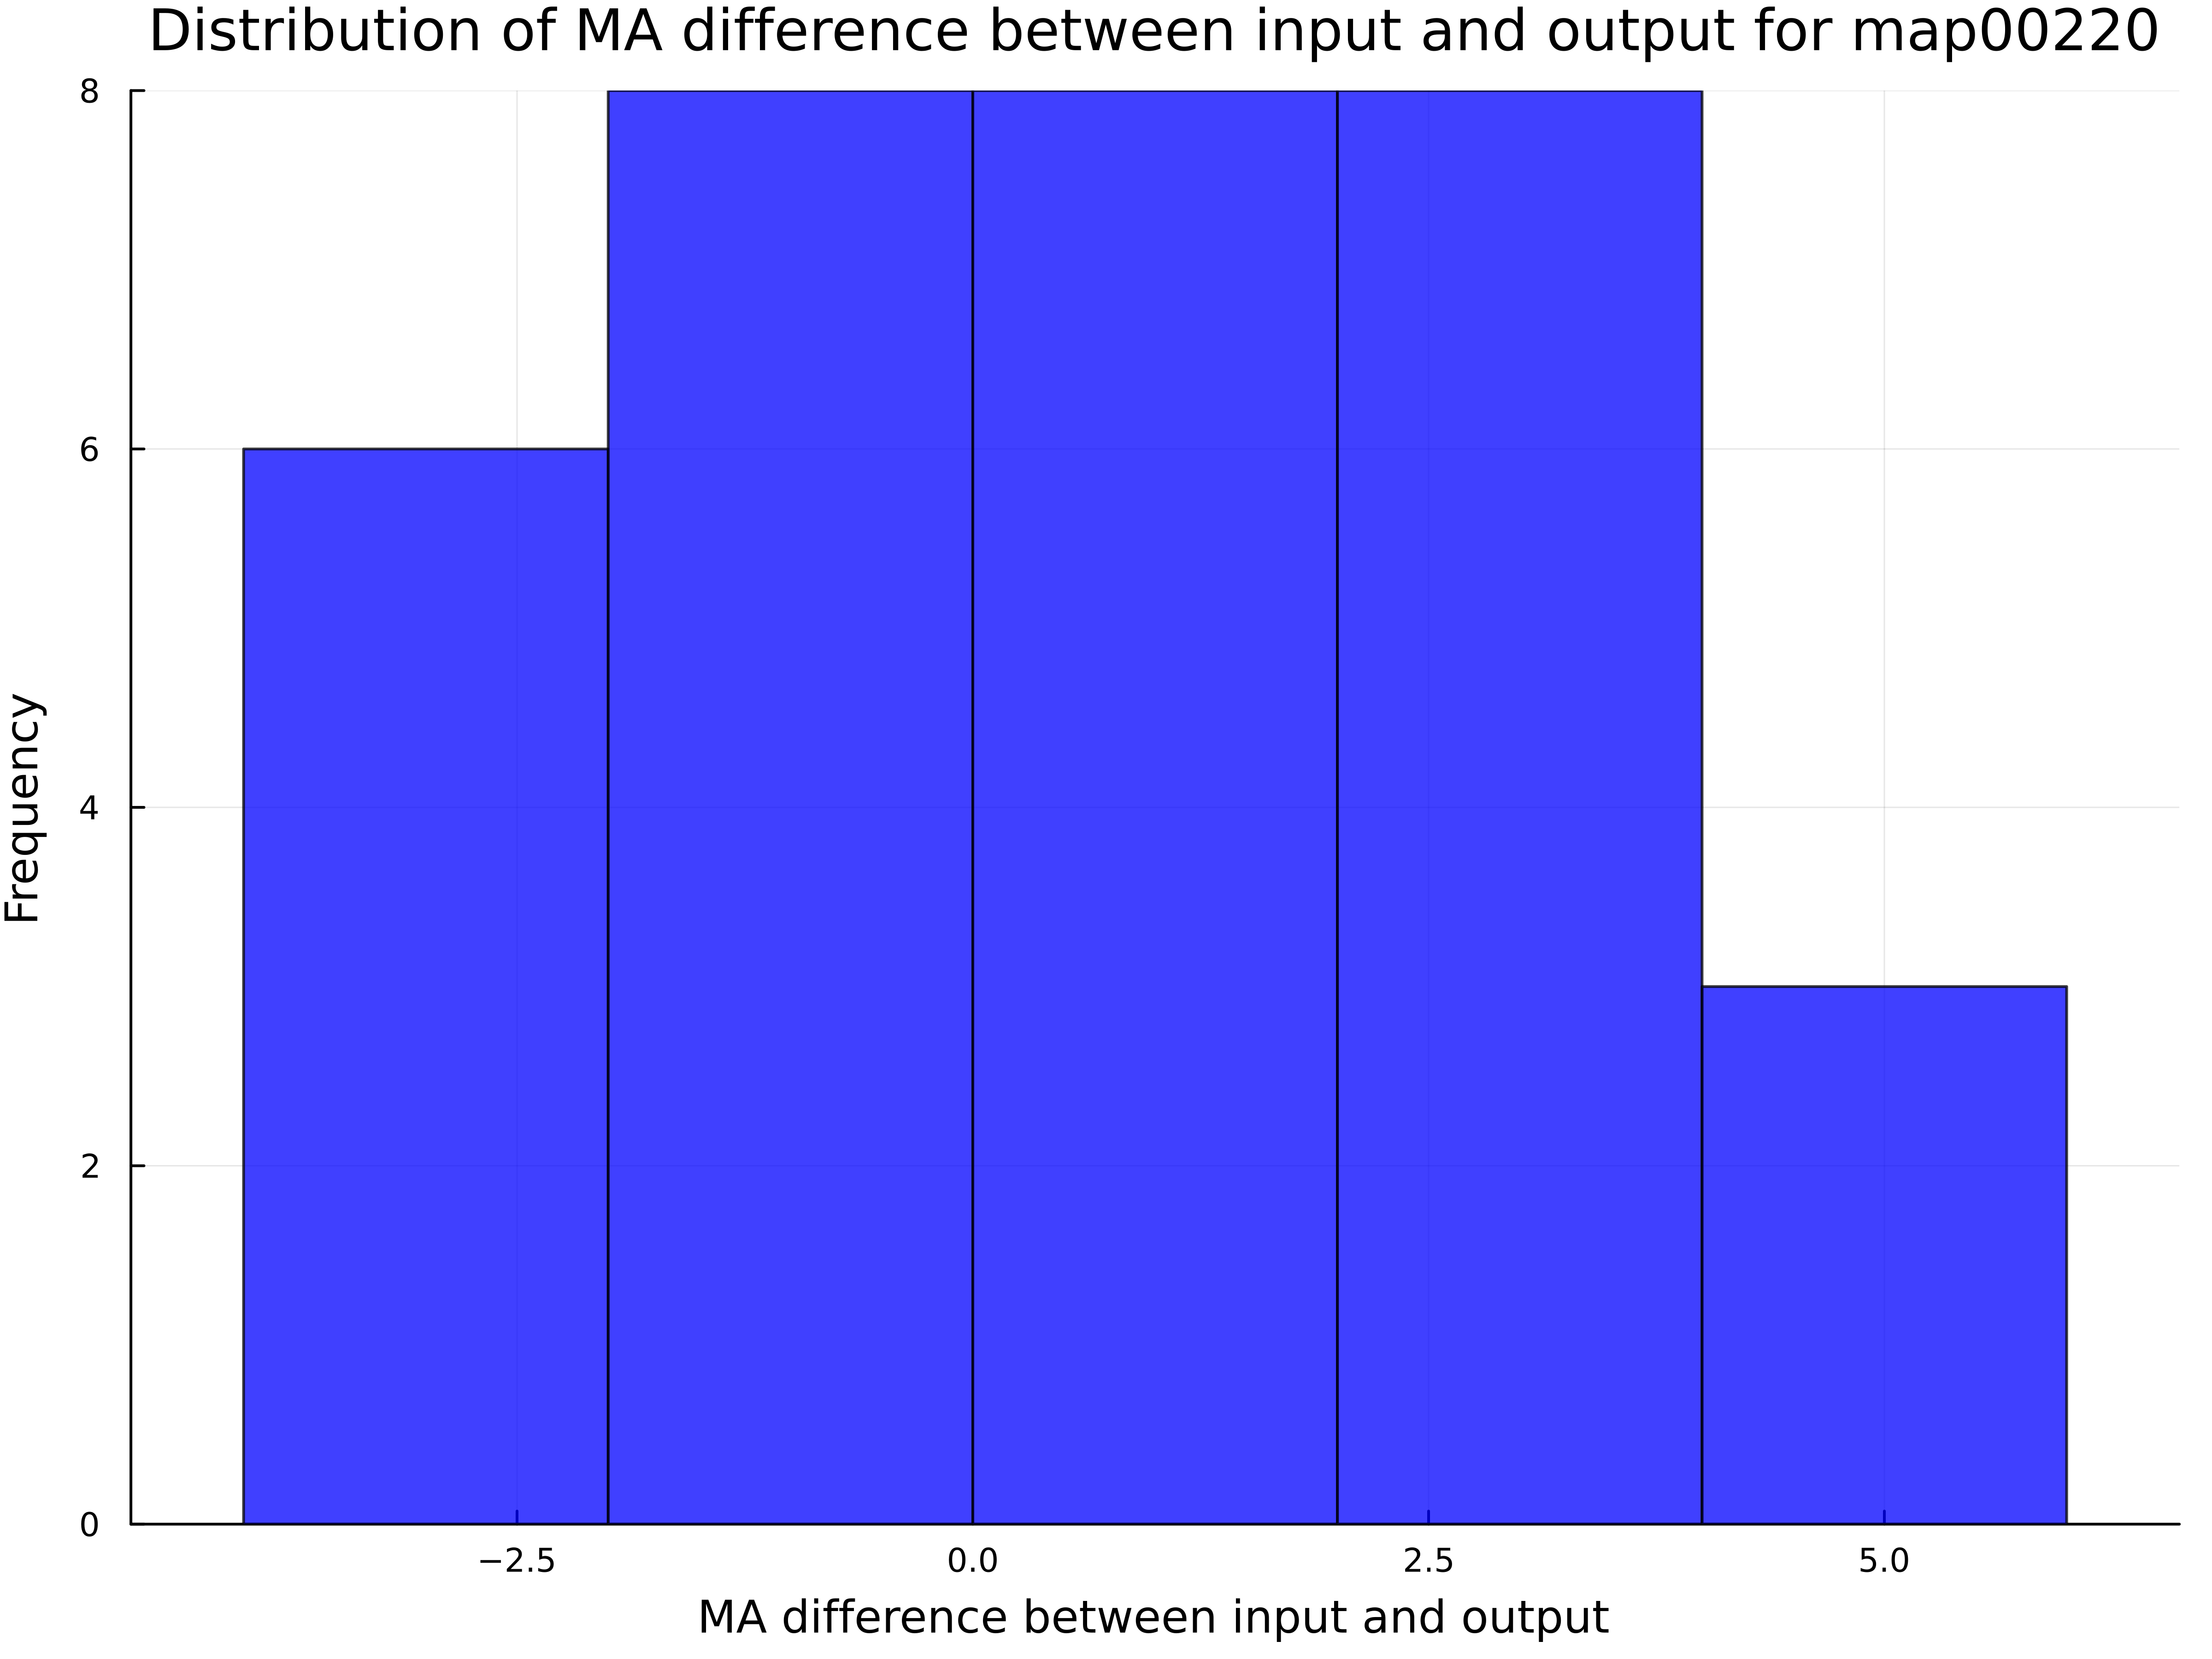 Distribution of MA difference between input and output for map00220
8
6
4
2
0
Frequency
−2.5 0.0 2.5 5.0
MA difference between input and output